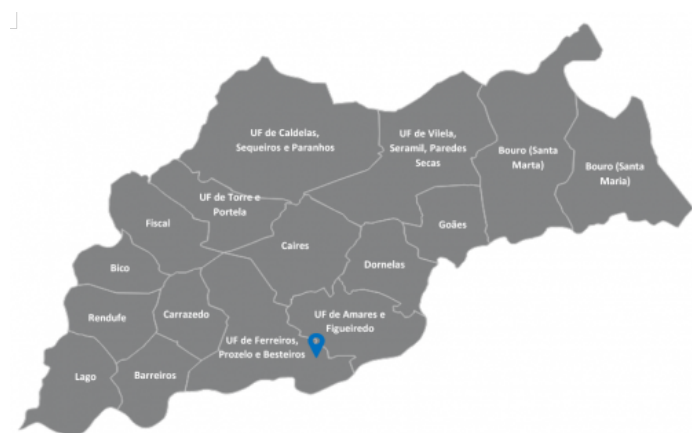 UF de Caldelas,
Sequeiros e Paranhos
UF de Vilela,
Seramil, Paredes
Secas
Bouro (Santa
Marta)
Bouro (Santa
Maria)
UF de Torre e
Portela
Fiscal
Caires
Goães
Dornelas
Bico
Rendufe
Carrazedo
UF de Amares e
Figueiredo
UF de Ferreiros,
Prozelo e Besteiros
Lago
Barreiros